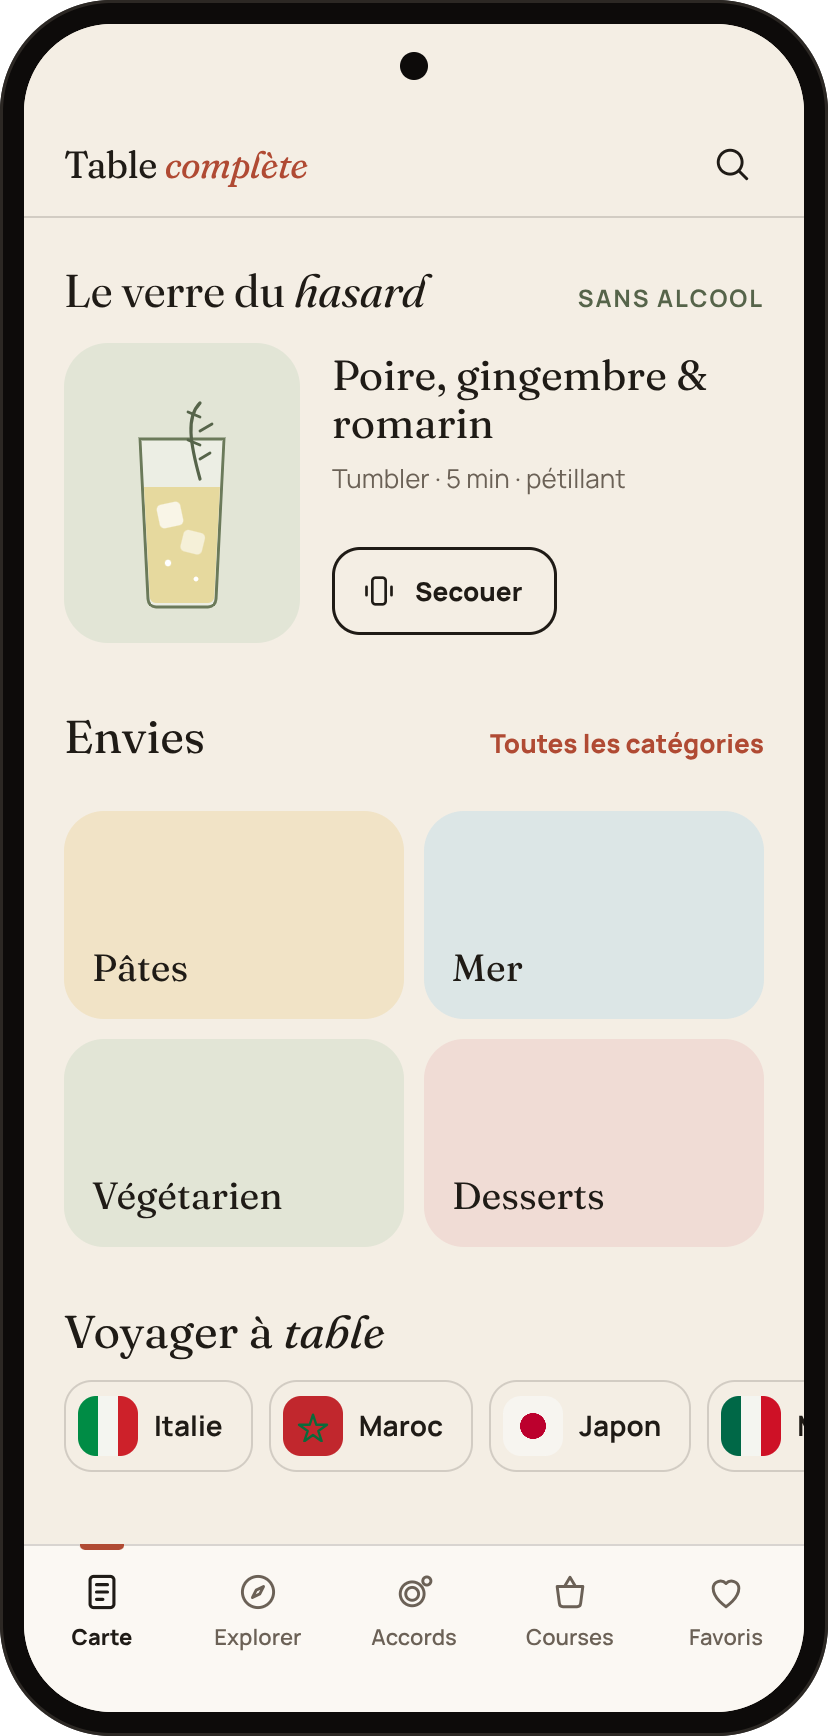 Table complète
Le verre du hasard
SANS ALCOOL
Poire, gingembre &
romarin
Tumbler · 5 min · pétillant
Secouer
Envies
Toutes les catégories
Pâtes
Mer
Végétarien
Desserts
Voyager à table
Italie
Maroc
Japon
Carte
Explorer
Accords
Courses
Favoris